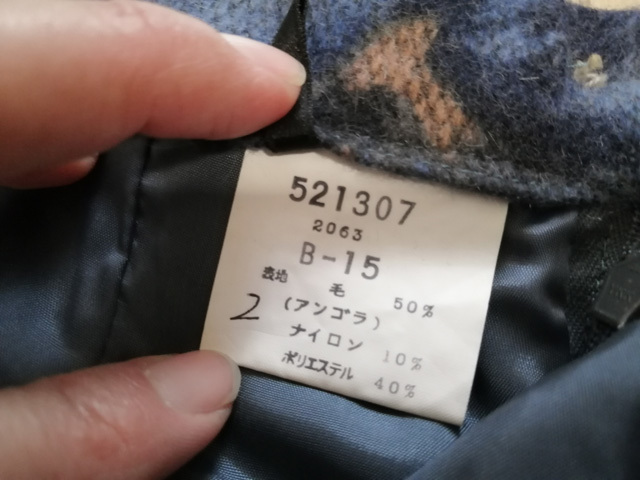 521307
2063
B-15
表地 毛 50%
2 (アンゴラ)
ナイロン 10%
ポリエステル 40%